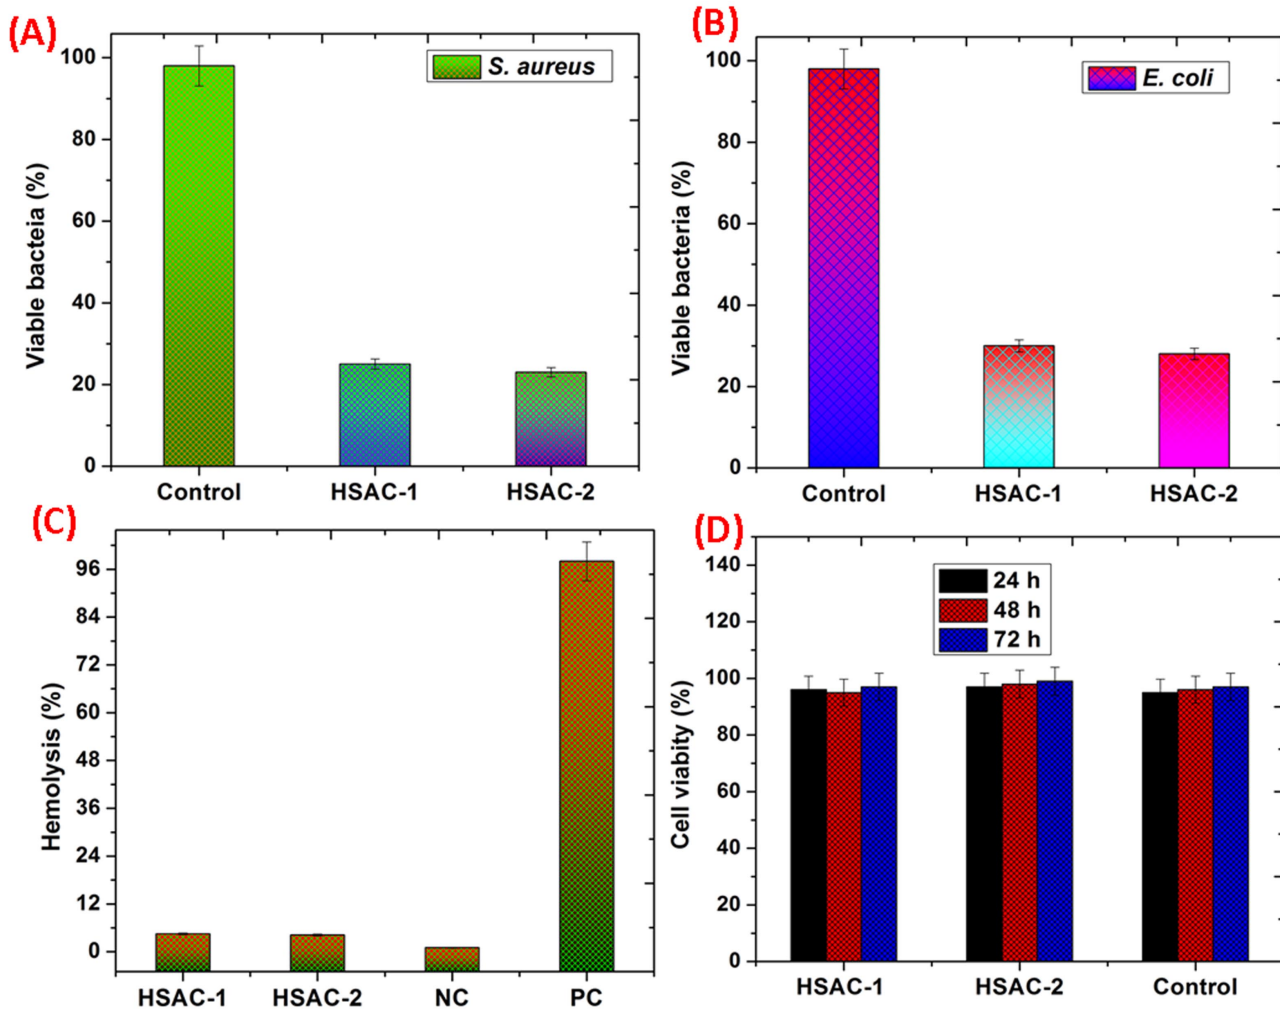 (A)
S. aureus
Viable bacteia (%)
100
80
60
40
20
0
Control HSAC-1 HSAC-2
(B)
E. coli
Viable bacteria (%)
100
80
60
40
20
0
Control HSAC-1 HSAC-2
(C)
Hemolysis (%)
96
84
72
60
48
36
24
12
0
HSAC-1 HSAC-2 NC PC
(D)
24 h
48 h
72 h
Cell viabity (%)
140
120
100
80
60
40
20
0
HSAC-1 HSAC-2 Control